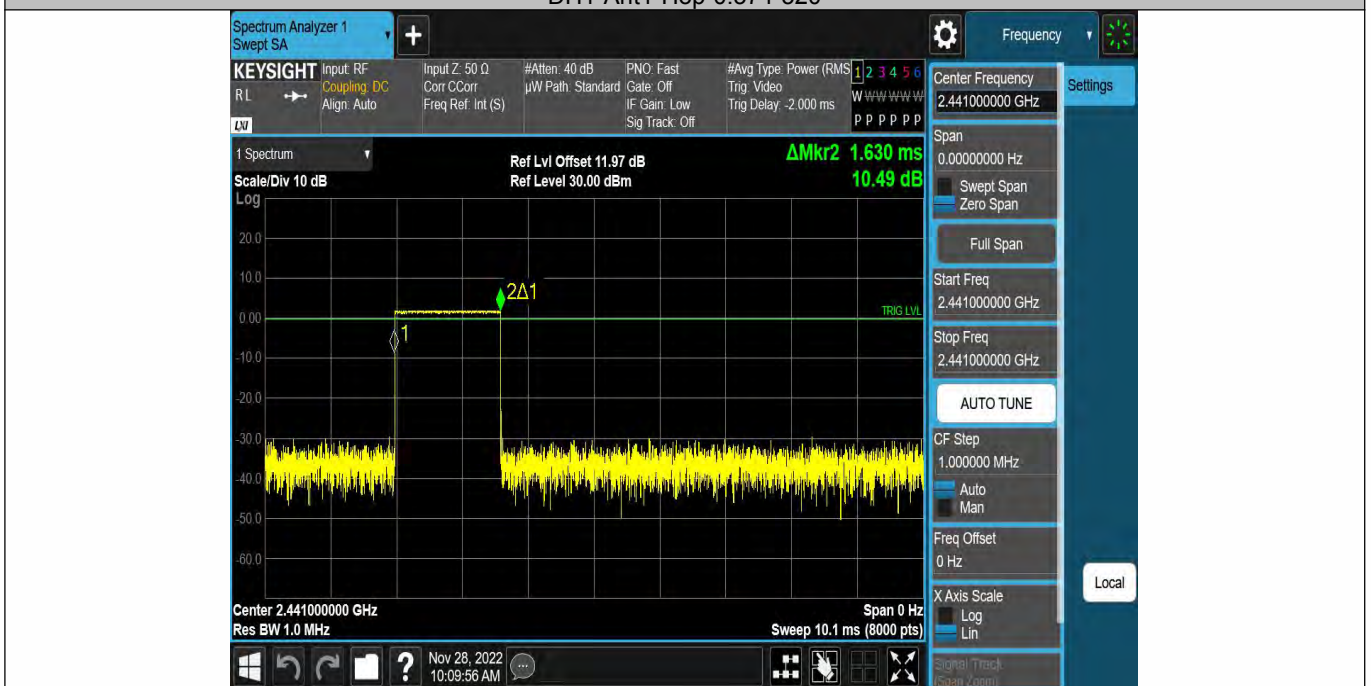 Spectrum Analyzer 1
Swept SA
+
Frequency
KEYSIGHT
RL
LXI
Input: RF
Coupling: DC
Align: Auto
Input Z: 50 Ω
Corr CCorr
Freq Ref: Int (S)
#Atten: 40 dB
µW Path: Standard
PNO: Fast
Gate: Off
IF Gain: Low
Sig Track: Off
#Avg Type: Power (RMS
Trig: Video
Trig Delay: -2.000 ms
1 2 3 4 5 6
W W W W W W
P P P P P P
Center Frequency
2.441000000 GHz
Settings
1 Spectrum
Scale/Div 10 dB
Log
Ref Lvl Offset 11.97 dB
Ref Level 30.00 dBm
ΔMkr2 1.630 ms
10.49 dB
Span
0.00000000 Hz
Swept Span
Zero Span
Full Span
Start Freq
2.441000000 GHz
Stop Freq
2.441000000 GHz
AUTO TUNE
CF Step
1.000000 MHz
Auto
Man
Freq Offset
0 Hz
X Axis Scale
Log
Lin
Signal Track
(Span Zoom)
Local
20.0
10.0
0.00
-10.0
-20.0
-30.0
-40.0
-50.0
-60.0
2Δ1
1
TRIG LVL
Center 2.441000000 GHz
Res BW 1.0 MHz
Span 0 Hz
Sweep 10.1 ms (8000 pts)
?
Nov 28, 2022
10:09:56 AM